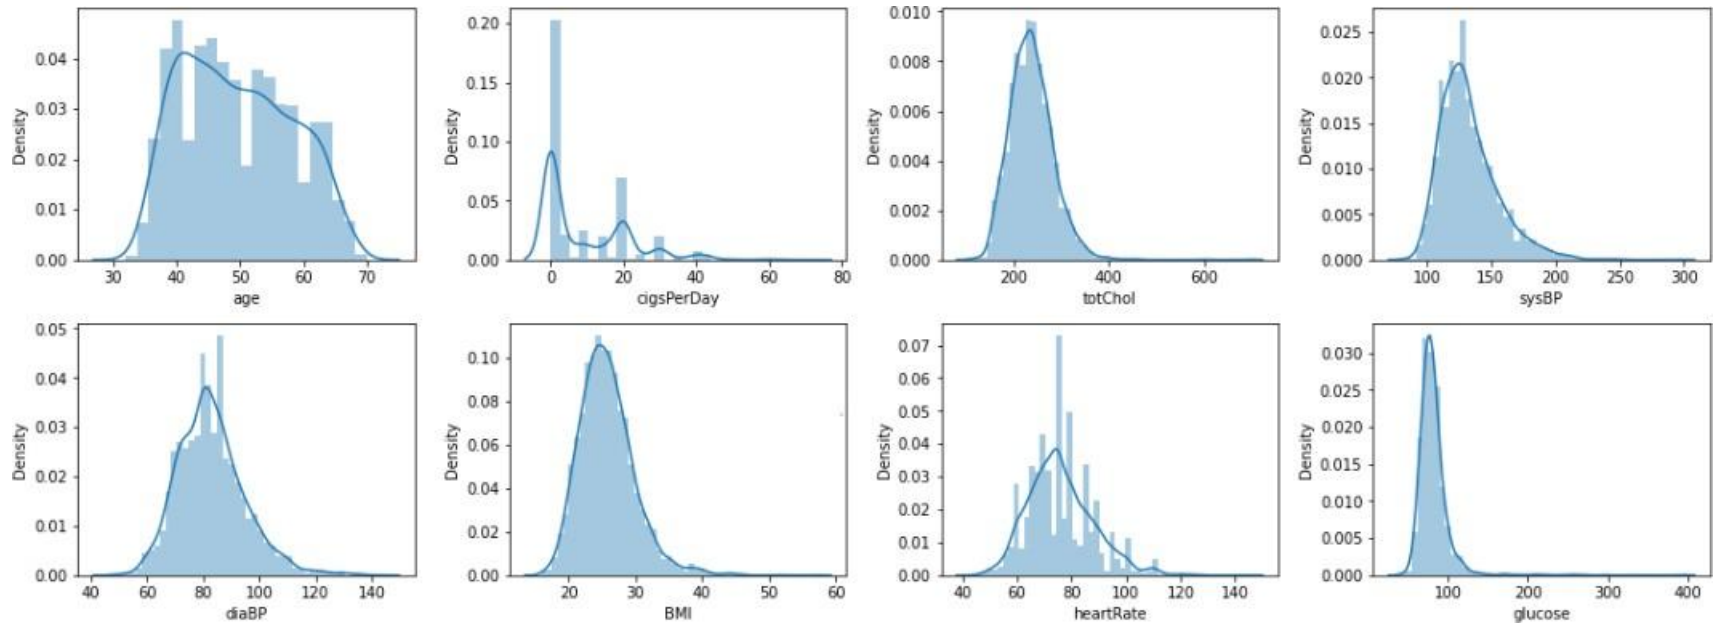 Density
0.04
0.03
0.02
0.01
0.00
30 40 50 60 70
age
Density
0.20
0.15
0.10
0.05
0.00
0 20 40 60 80
cigsPerDay
Density
0.010
0.008
0.006
0.004
0.002
0.000
200 400 600
totChol
Density
0.025
0.020
0.015
0.010
0.005
0.000
100 150 200 250 300
sysBP
Density
0.05
0.04
0.03
0.02
0.01
0.00
40 60 80 100 120 140
diaBP
Density
0.10
0.08
0.06
0.04
0.02
0.00
20 30 40 50 60
BMI
Density
0.07
0.06
0.05
0.04
0.03
0.02
0.01
0.00
40 60 80 100 120 140
heartRate
Density
0.030
0.025
0.020
0.015
0.010
0.005
0.000
100 200 300 400
glucose